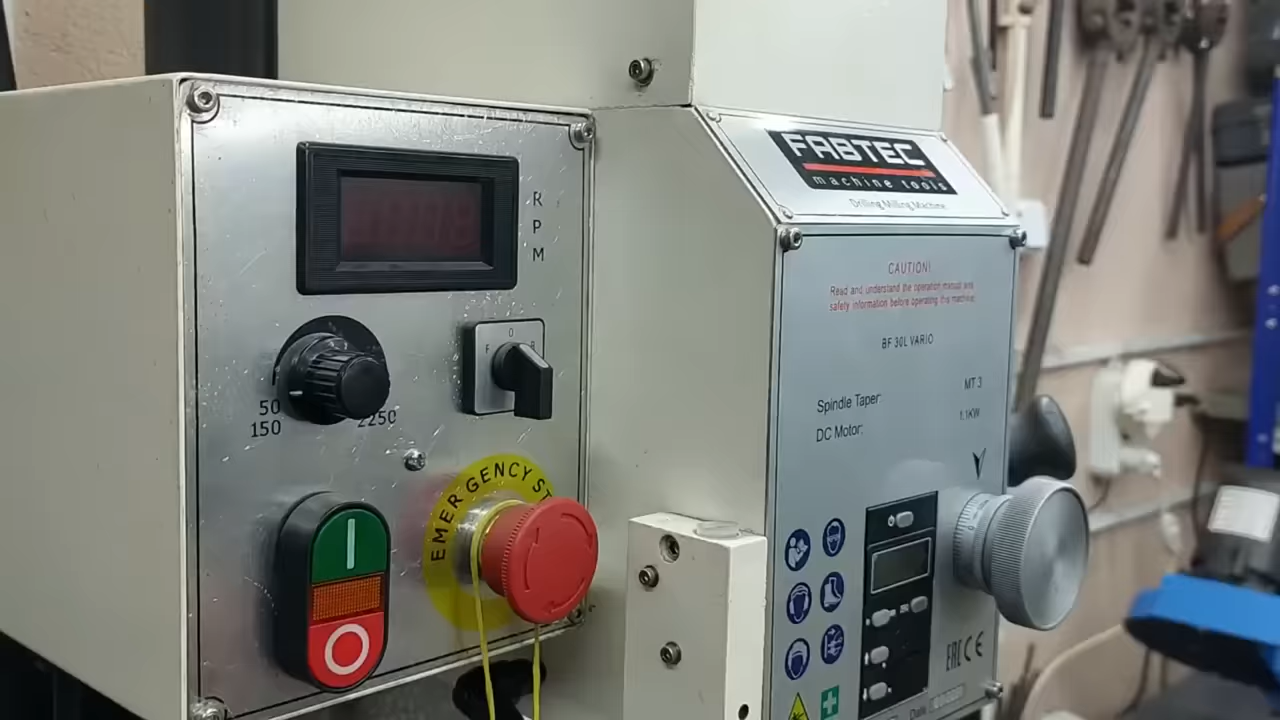 R
P
M
O
F R
50
150
2250
EMERGENCY ST
FABTEC
machine tools
Drilling Milling Machine
CAUTION!
Read and understand the operation manual and
safety information before operating this machine
BF 30L VARIO
Spindle Taper: MT 3
DC Motor: 1.1KW
EAC CE
Date